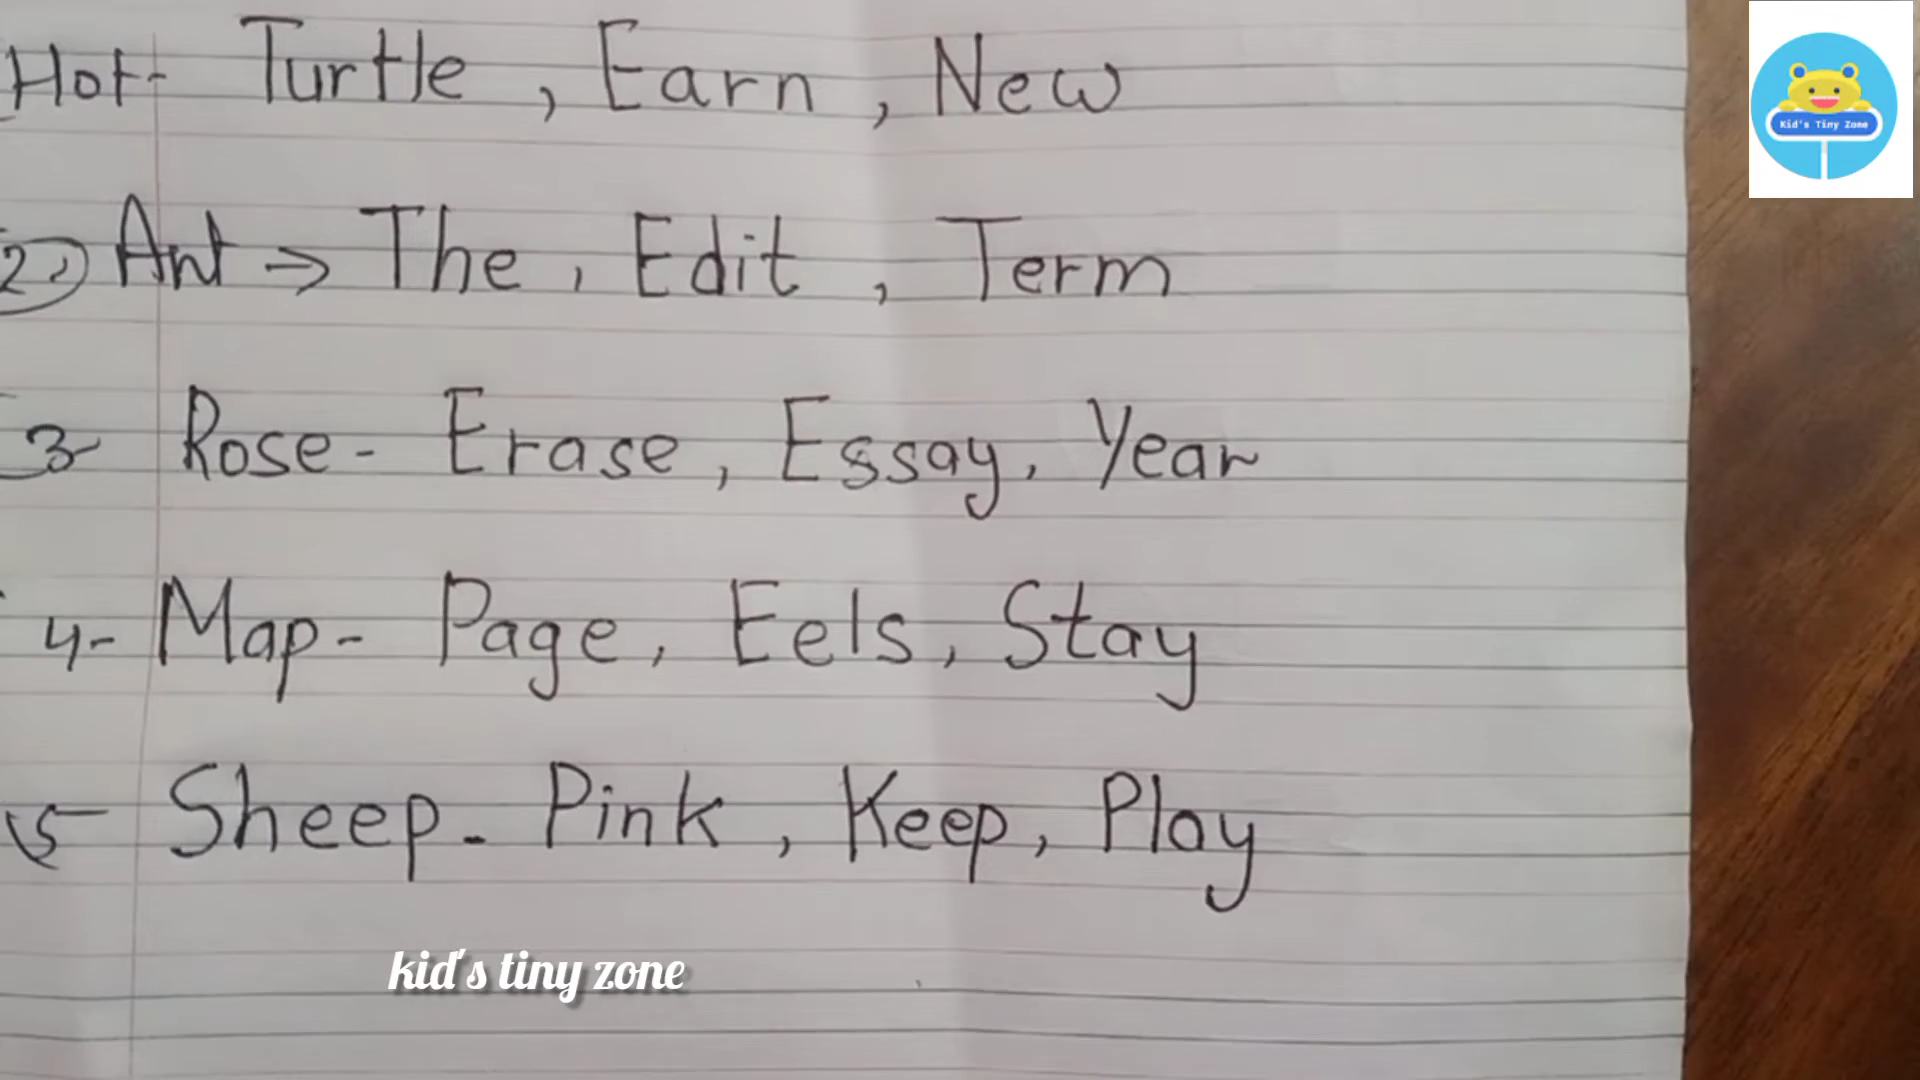 Hot- Turtle, Earn, New
Kid's Tiny Zone
2) Ant → The, Edit, Term
3- Rose- Erase, Essay, Year
4- Map- Page, Eels, Stay
5- Sheep- Pink, Keep, Play
kid's tiny zone